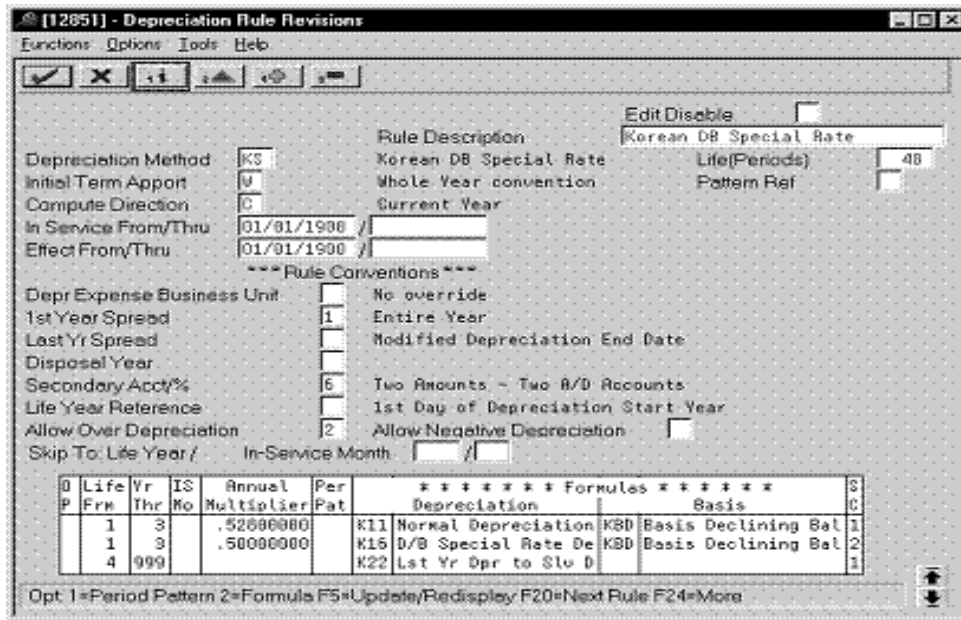 [12851] - Depreciation Rule Revisions
Functions Options Tools Help
Edit Disable
Rule Description Korean DB Special Rate
Depreciation Method KS Korean DB Special Rate Life(Periods) 48
Initial Term Apport W Whole Year convention Pattern Ref
Compute Direction C Current Year
In Service From/Thru 01/01/1900 /
Effect From/Thru 01/01/1900 /
*** Rule Conventions ***
Depr Expense Business Unit No override
1st Year Spread 1 Entire Year
Last Yr Spread Modified Depreciation End Date
Disposal Year
Secondary Acct/% 6 Two Amounts - Two A/D Accounts
Life Year Reference 1st Day of Depreciation Start Year
Allow Over Depreciation 2 Allow Negative Depreciation
Skip To: Life Year / In-Service Month /
O Life Yr IS Annual Per * * * * * * * Formulas * * * * * * S
P Frm Thr Mo Multiplier Pat Depreciation Basis C
1 3 .52800000 K11 Normal Depreciation KBD Basis Declining Bal 1
1 3 .50000000 K16 D/B Special Rate De KBD Basis Declining Bal 2
4 999 K22 Lst Yr Dpr to Slv D 1
Opt: 1=Period Pattern 2=Formula F5=Update/Redisplay F20=Next Rule F24=More